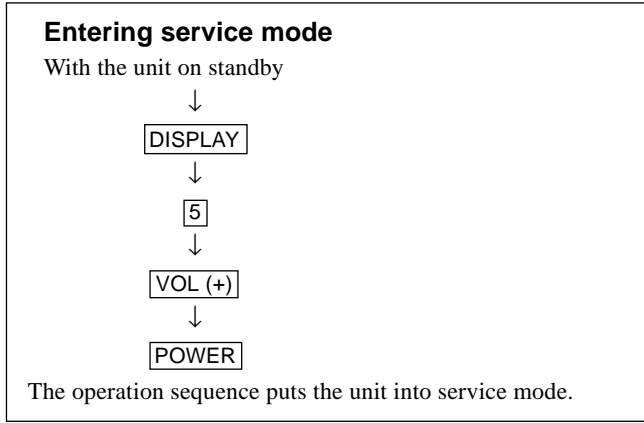 Entering service mode
With the unit on standby
↓
DISPLAY
↓
5
↓
VOL (+)
↓
POWER
The operation sequence puts the unit into service mode.